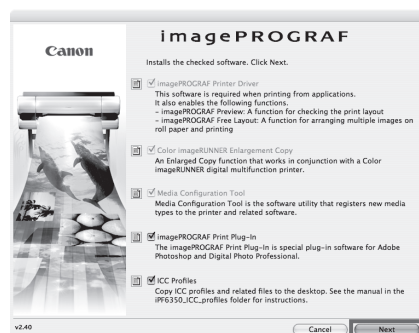 Canon
imagePROGRAF
Installs the checked software. Click Next.
imagePROGRAF Printer Driver
This software is required when printing from applications.
It also enables the following functions.
- imagePROGRAF Preview: A function for checking the print layout
- imagePROGRAF Free Layout: A function for arranging multiple images on
roll paper and printing
Color imageRUNNER Enlargement Copy
An Enlarged Copy function that works in conjunction with a Color
imageRUNNER digital multifunction printer.
Media Configuration Tool
Media Configuration Tool is the software utility that registers new media
types to the printer and related software.
imagePROGRAF Print Plug-In
The imagePROGRAF Print Plug-In is special plug-in software for Adobe
Photoshop and Digital Photo Professional.
ICC Profiles
Copy ICC profiles and related files to the desktop. See the manual in the
iPF6350_ICC_profiles folder for instructions.
v2.40
Cancel
Next